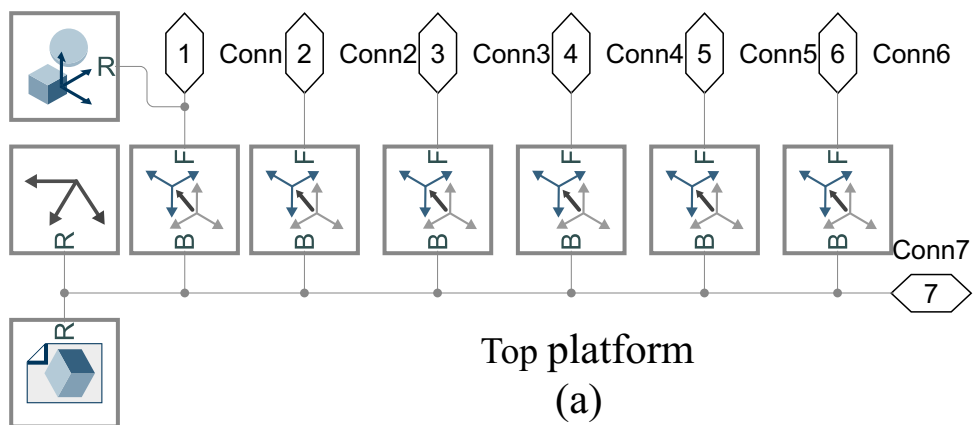 1 Conn 2 Conn2 3 Conn3 4 Conn4 5 Conn5 6 Conn6
R
F F F F F F
R B B B B B B
Conn7
7
R
Top platform
(a)